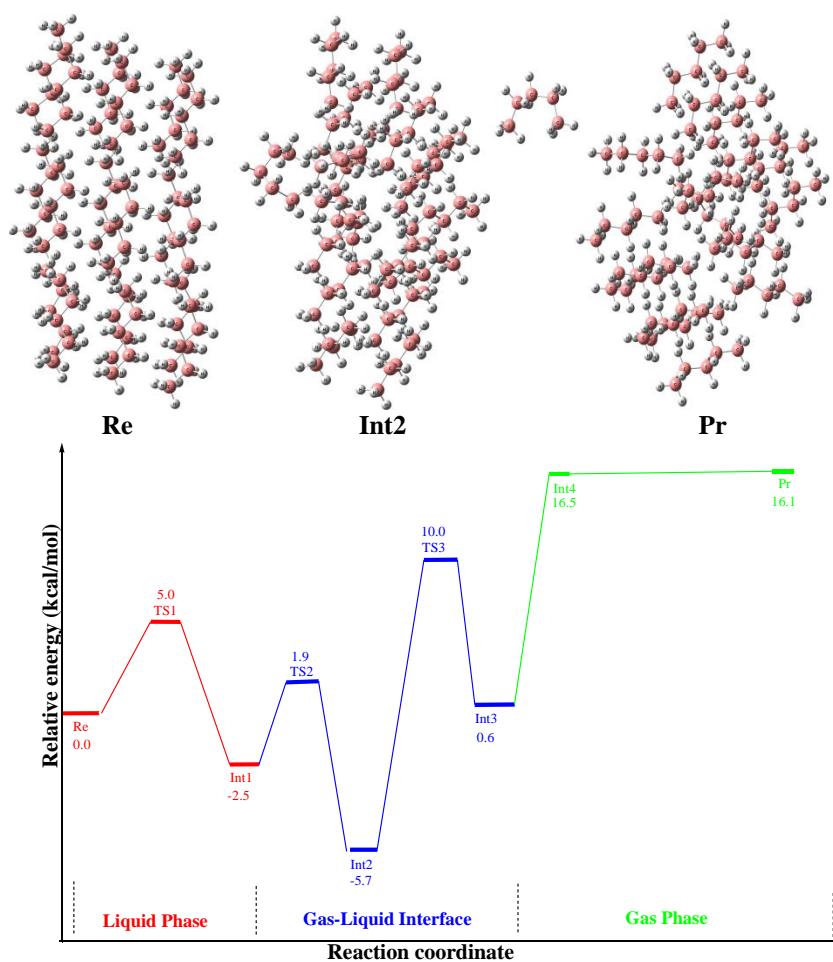 Re
Int2
Pr
Relative energy (kcal/mol)
Re
0.0
5.0
TS1
Int1
-2.5
1.9
TS2
Int2
-5.7
10.0
TS3
Int3
0.6
Int4
16.5
Pr
16.1
Liquid Phase
Gas-Liquid Interface
Gas Phase
Reaction coordinate